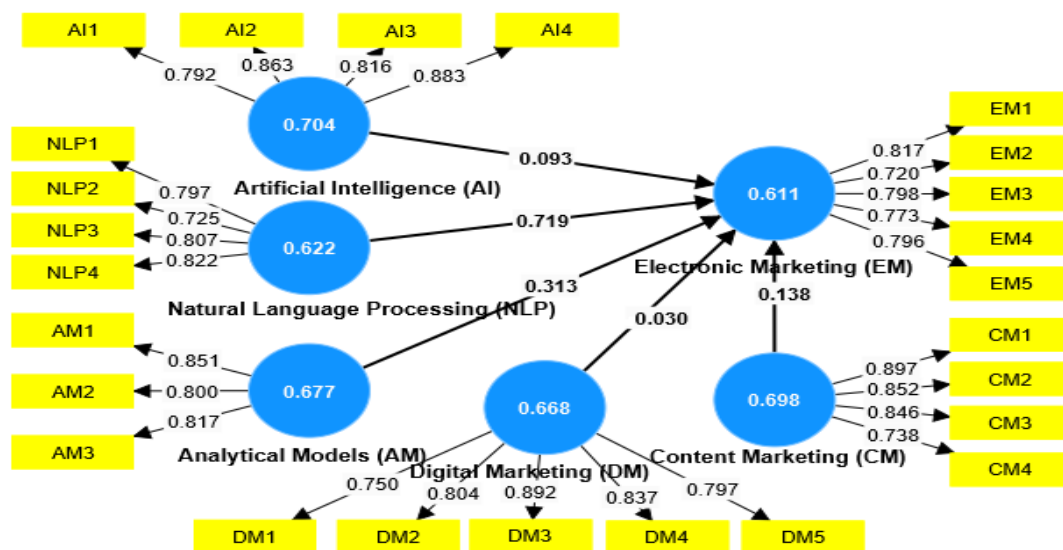 AI1
AI2
AI3
AI4
0.792
0.863
0.816
0.883
0.704
Artificial Intelligence (AI)
0.093
NLP1
NLP2
NLP3
NLP4
0.797
0.725
0.807
0.822
0.622
Natural Language Processing (NLP)
0.719
AM1
AM2
AM3
0.851
0.800
0.817
0.677
Analytical Models (AM)
0.313
0.668
Digital Marketing (DM)
0.030
0.750
0.804
0.892
0.837
0.797
DM1
DM2
DM3
DM4
DM5
0.611
Electronic Marketing (EM)
0.817
0.720
0.798
0.773
0.796
EM1
EM2
EM3
EM4
EM5
0.138
0.698
Content Marketing (CM)
0.897
0.852
0.846
0.738
CM1
CM2
CM3
CM4